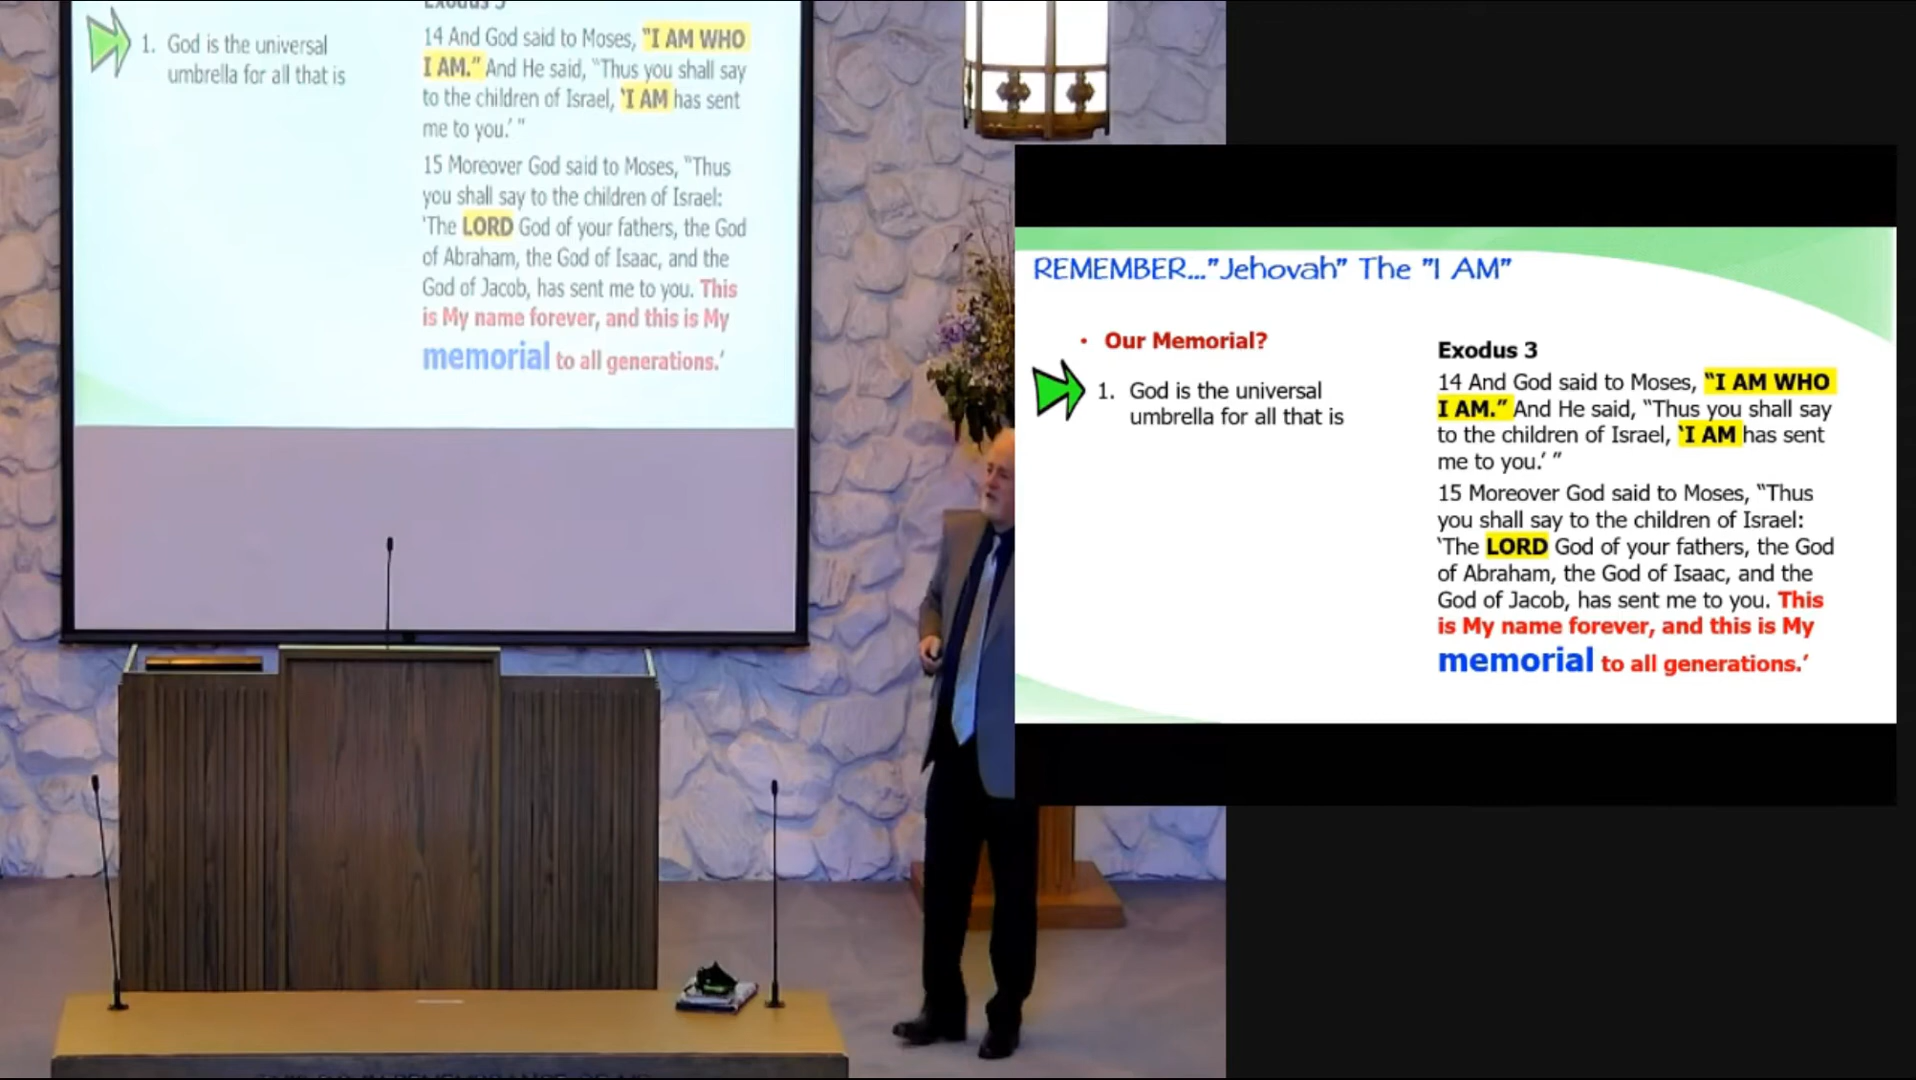 Exodus 3
1. God is the universal
umbrella for all that is
14 And God said to Moses, “I AM WHO
I AM.” And He said, “Thus you shall say
to the children of Israel, ‘I AM has sent
me to you.’ ”
15 Moreover God said to Moses, “Thus
you shall say to the children of Israel:
‘The LORD God of your fathers, the God
of Abraham, the God of Isaac, and the
God of Jacob, has sent me to you. This
is My name forever, and this is My
memorial to all generations.’
REMEMBER..."Jehovah" The "I AM"
• Our Memorial?
1. God is the universal
umbrella for all that is
Exodus 3
14 And God said to Moses, “I AM WHO
I AM.” And He said, “Thus you shall say
to the children of Israel, ‘I AM has sent
me to you.’ ”
15 Moreover God said to Moses, “Thus
you shall say to the children of Israel:
‘The LORD God of your fathers, the God
of Abraham, the God of Isaac, and the
God of Jacob, has sent me to you. This
is My name forever, and this is My
memorial to all generations.’